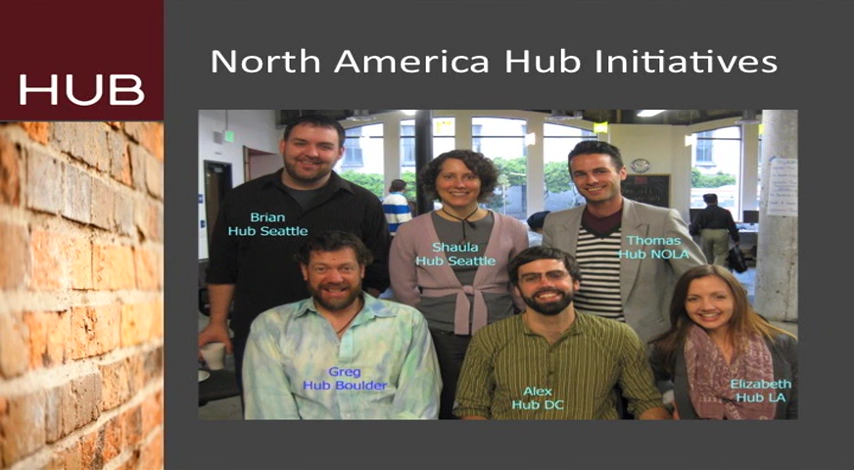 HUB
North America Hub Initiatives
Brian
Hub Seattle
Shaula
Hub Seattle
Thomas
Hub NOLA
Greg
Hub Boulder
Alex
Hub DC
Elizabeth
Hub LA